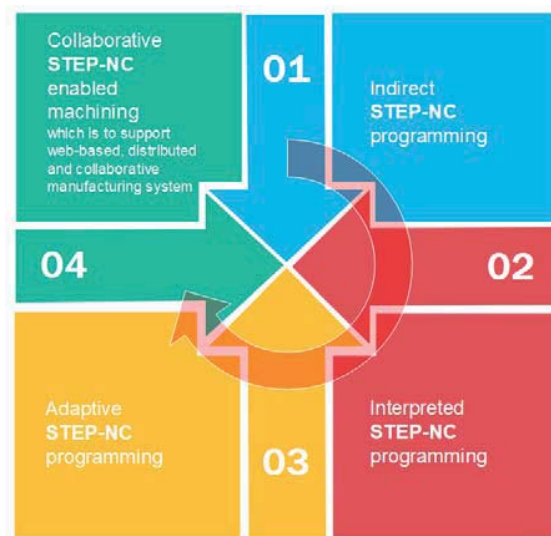 Collaborative
STEP-NC
enabled
machining
which is to support
web-based, distributed
and collaborative
manufacturing system
01
Indirect
STEP-NC
programming
04
02
Adaptive
STEP-NC
programming
03
Interpreted
STEP-NC
programming